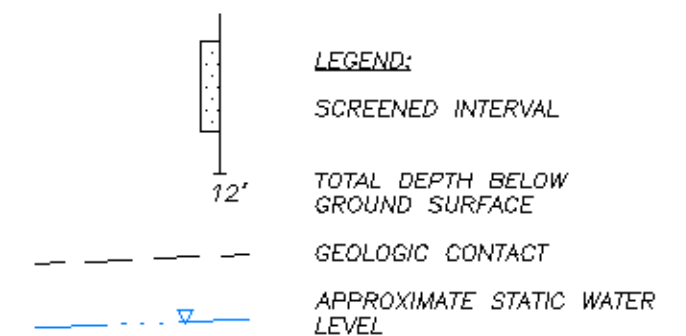 LEGEND:
SCREENED INTERVAL
12'
TOTAL DEPTH BELOW
GROUND SURFACE
GEOLOGIC CONTACT
APPROXIMATE STATIC WATER
LEVEL